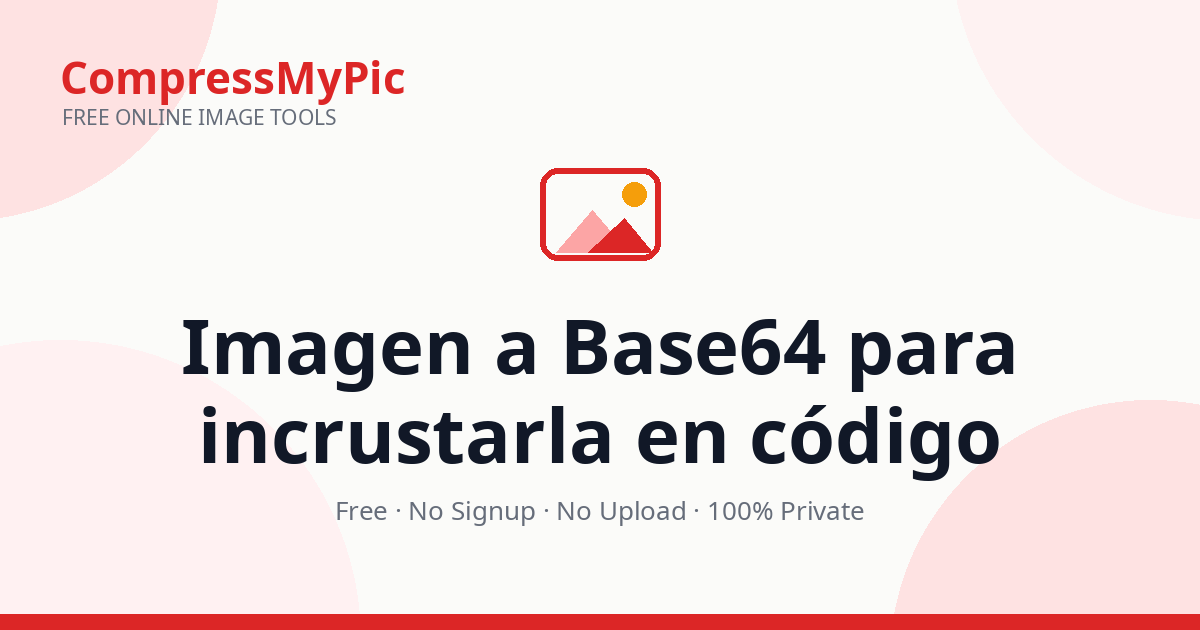 CompressMyPic
FREE ONLINE IMAGE TOOLS
Imagen a Base64 para
incrustarla en código
Free · No Signup · No Upload · 100% Private